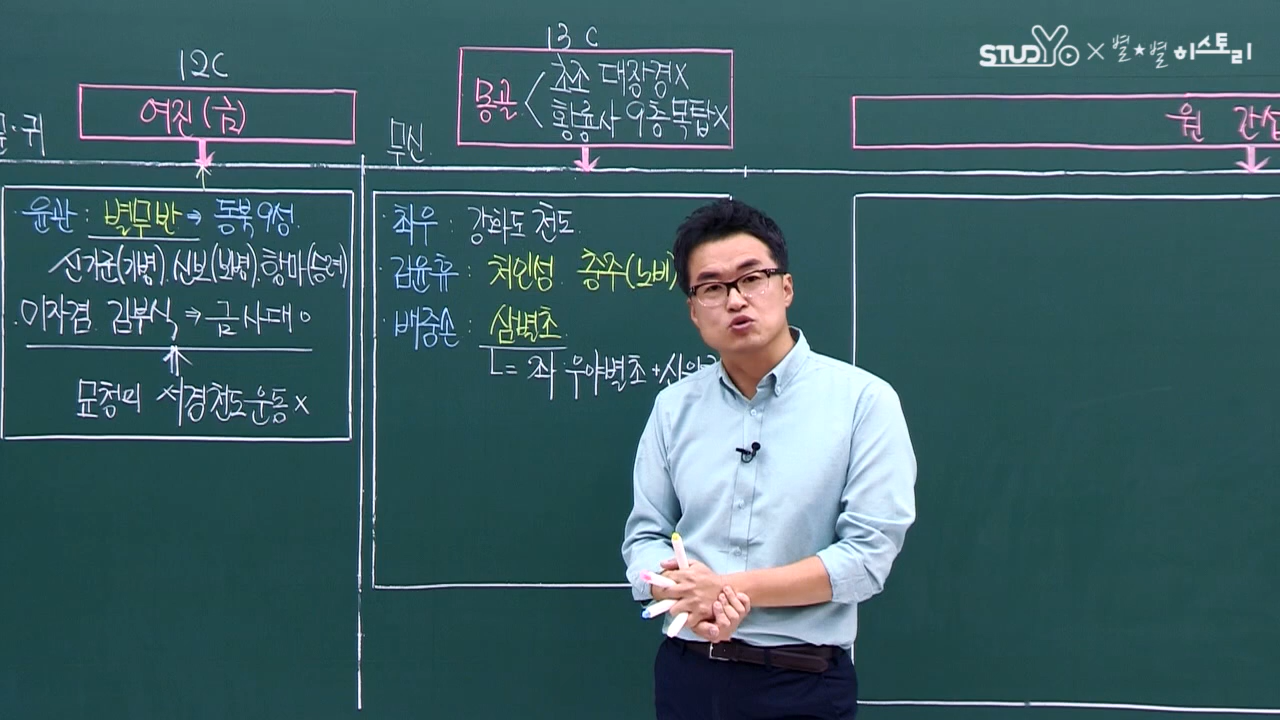 STUDYo × 별★별 히스토리
12C
여진(금)
윤관 : 별무반 → 동북 9성.
신기군(기병). 신보(보병). 항마(승려)
이자겸. 김부식 → 금 사대 o
묘청의 서경천도운동 x
13 C
몽골 < 초조 대장경 X
황룡사 9층목탑 X
무신.
최우 : 강화도 천도.
김윤후 : 처인성. 충주(노비)
배중손 : 삼별초
L= 좌·우야별초 +
원 간섭